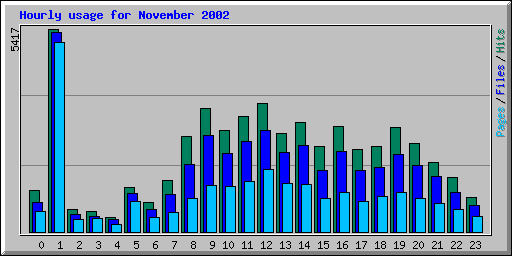 Hourly usage for November 2002
5417
Pages/Files/Hits
0 1 2 3 4 5 6 7 8 9 10 11 12 13 14 15 16 17 18 19 20 21 22 23